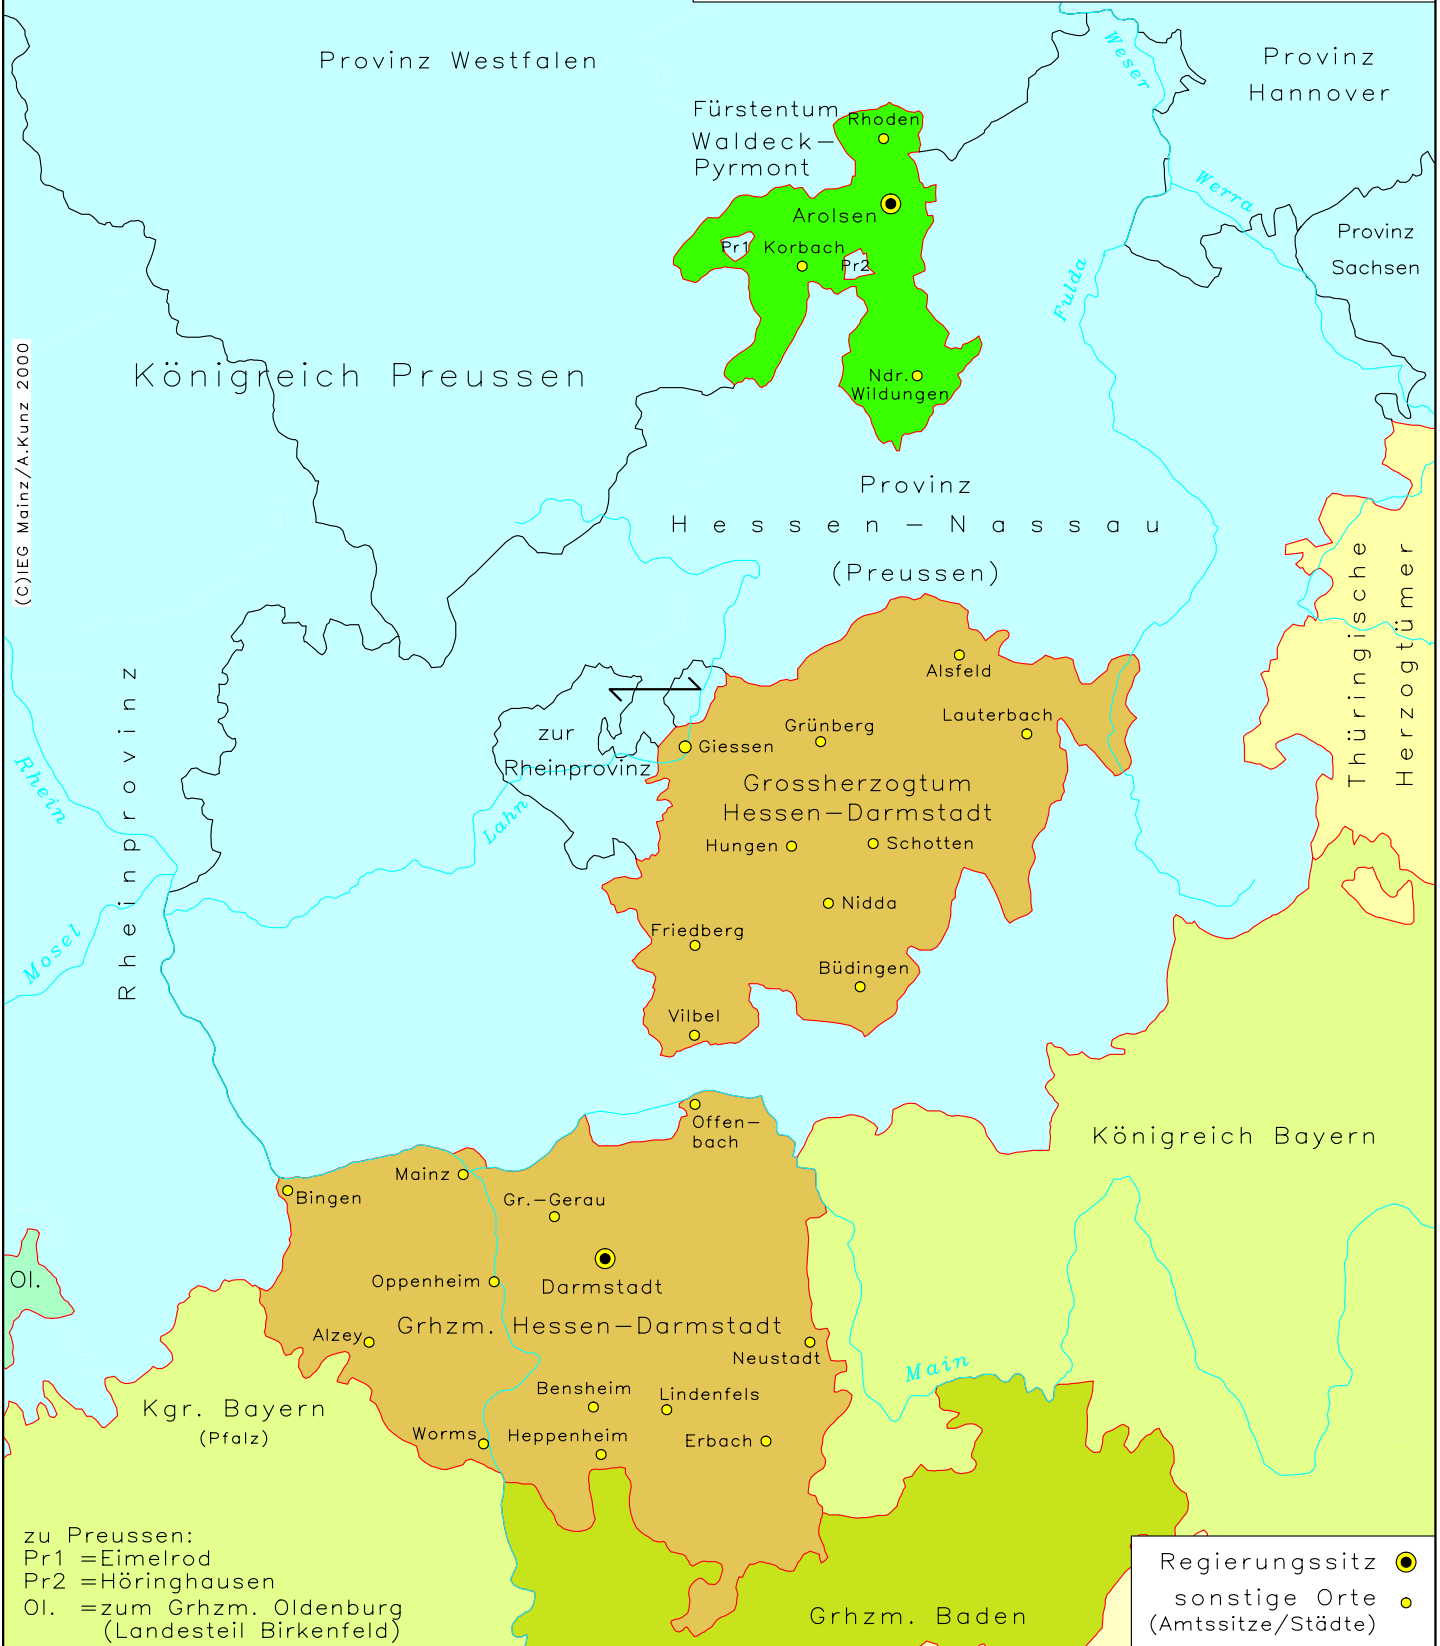 Provinz Westfalen
Weser
Provinz
Hannover
Fürstentum
Waldeck-
Pyrmont
Rhoden
Werra
Arolsen
Pr1
Korbach
Pr2
Provinz
Sachsen
Fulda
(C)IEG Mainz/A.Kunz 2000
Königreich Preussen
Ndr.
Wildungen
Provinz
Hessen-Nassau
(Preussen)
Thüringische
Herzogtümer
Rheinprovinz
Rhein
Alsfeld
Lauterbach
Grünberg
zur
Rheinprovinz
Giessen
Grossherzogtum
Hessen-Darmstadt
Lahn
Hungen
Schotten
Nidda
Mosel
Friedberg
Büdingen
Vilbel
Offen-
bach
Königreich Bayern
Mainz
Bingen
Gr.-Gerau
Ol.
Oppenheim
Darmstadt
Alzey
Grhzm. Hessen-Darmstadt
Neustadt
Main
Kgr. Bayern
(Pfalz)
Bensheim
Lindenfels
Worms
Heppenheim
Erbach
zu Preussen:
Pr1 =Eimelrod
Pr2 =Höringhausen
Ol. =zum Grhzm. Oldenburg
(Landesteil Birkenfeld)
Grhzm. Baden
Regierungssitz
sonstige Orte
(Amtssitze/Städte)